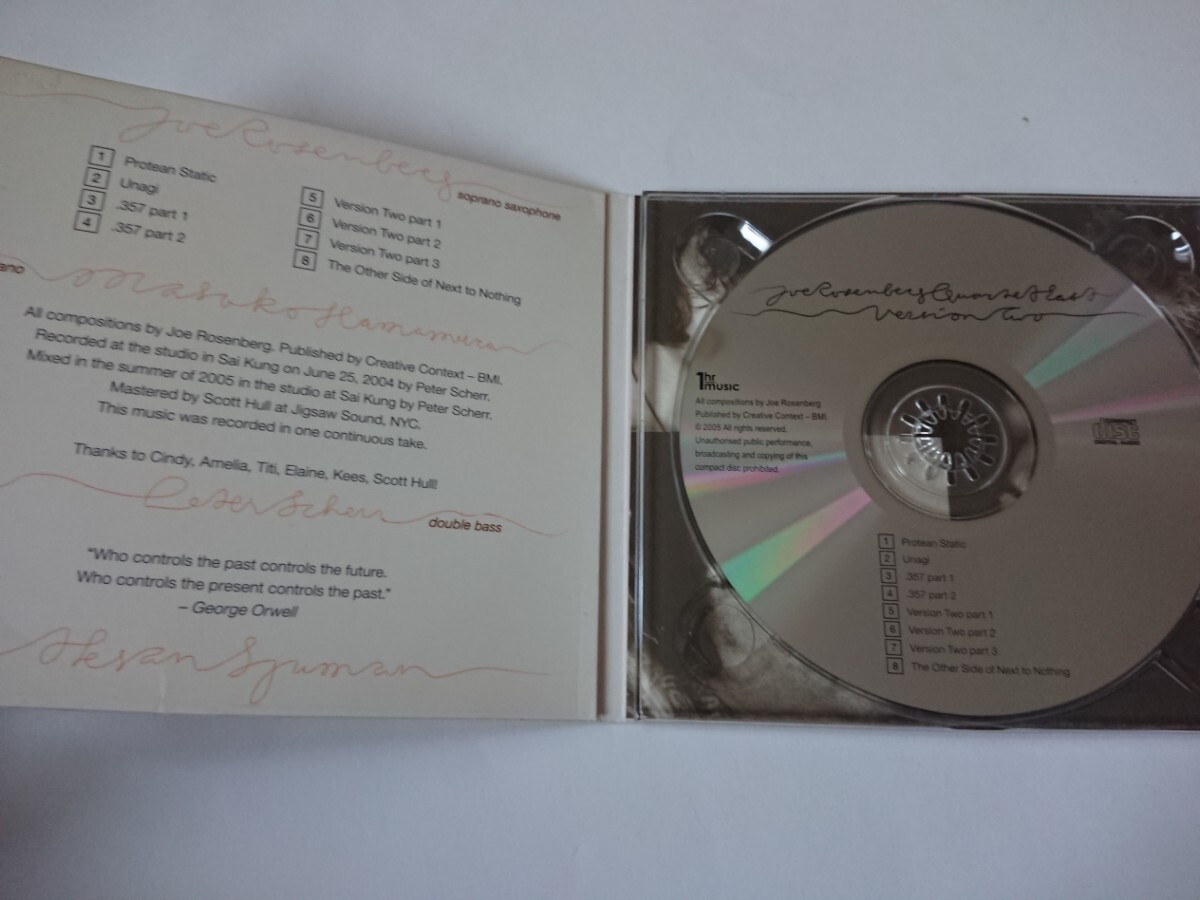 Joe Rosenberg
soprano saxophone
1 Protean Static
2 Unagi
3 .357 part 1
4 .357 part 2
5 Version Two part 1
6 Version Two part 2
7 Version Two part 3
8 The Other Side of Next to Nothing
ano
Masako Hamamura
All compositions by Joe Rosenberg. Published by Creative Context – BMI.
Recorded at the studio in Sai Kung on June 25, 2004 by Peter Scherr.
Mixed in the summer of 2005 in the studio at Sai Kung by Peter Scherr.
Mastered by Scott Hull at Jigsaw Sound, NYC.
This music was recorded in one continuous take.
Thanks to Cindy, Amelia, Titi, Elaine, Kees, Scott Hull!
Peter Scherr
double bass
“Who controls the past controls the future.
Who controls the present controls the past.”
– George Orwell
Aksan Sjuman
Joe Rosenberg Quartet East
Version Two
1hr music
All compositions by Joe Rosenberg
Published by Creative Context – BMI.
© 2005 All rights reserved.
Unauthorised public performance,
broadcasting and copying of this
compact disc prohibited.
disc
DIGITAL AUDIO
1 Protean Static
2 Unagi
3 .357 part 1
4 .357 part 2
5 Version Two part 1
6 Version Two part 2
7 Version Two part 3
8 The Other Side of Next to Nothing